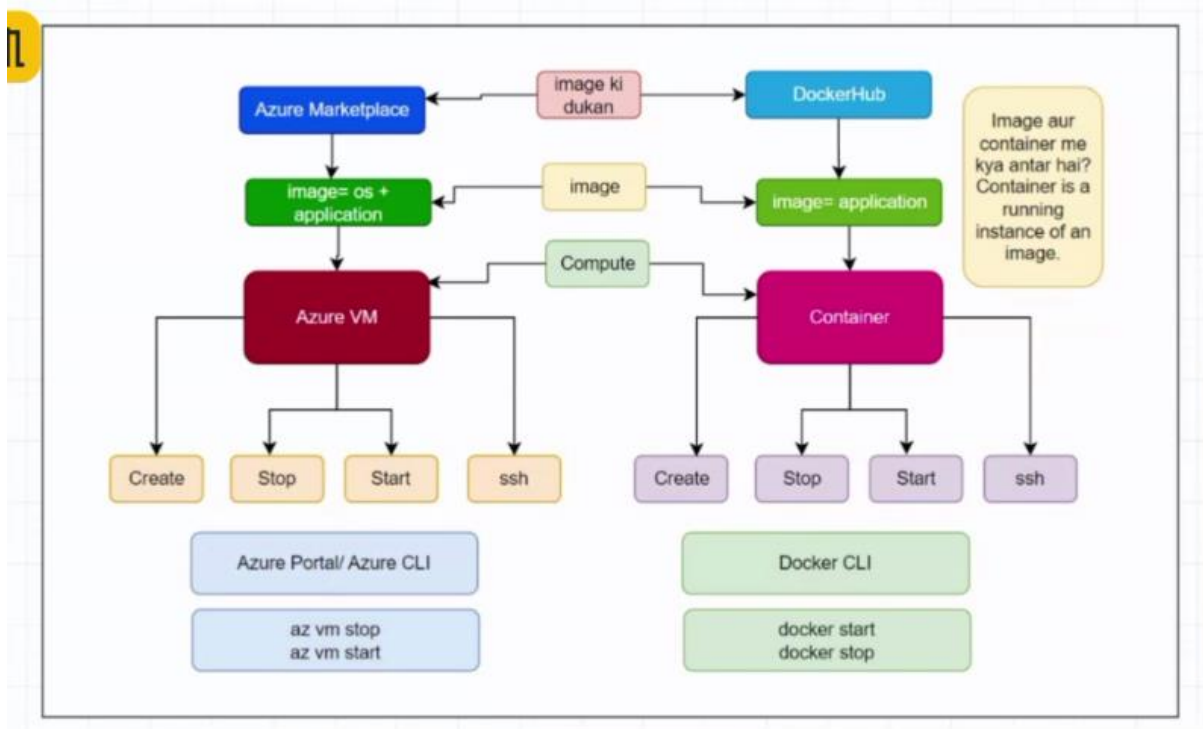 image ki
dukan
Azure Marketplace
DockerHub
Image aur
container me
kya antar hai?
Container is a
running
instance of an
image.
image= os +
application
image
image= application
Compute
Azure VM
Container
Create
Stop
Start
ssh
Create
Stop
Start
ssh
Azure Portal/ Azure CLI
Docker CLI
az vm stop
az vm start
docker start
docker stop